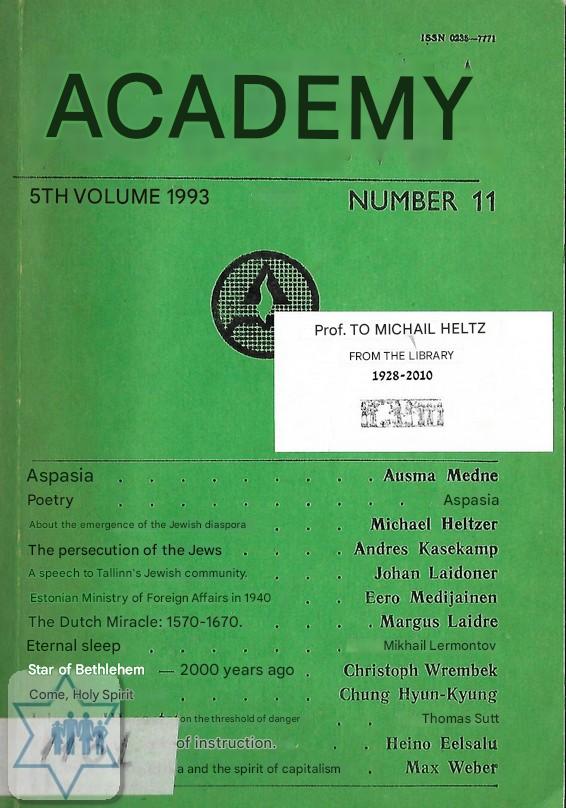 ISSN 0235—7771
ACADEMY
5TH VOLUME 1993 NUMBER 11
Prof. TO MICHAIL HELTZ
FROM THE LIBRARY
1928-2010
Aspasia . . . . . . . . . Ausma Medne
Poetry . . . . . . . . . . Aspasia
About the emergence of the Jewish diaspora . . . Michael Heltzer
The persecution of the Jews . . . . Andres Kasekamp
A speech to Tallinn's Jewish community. . . . Johan Laidoner
Estonian Ministry of Foreign Affairs in 1940 . . Eero Medijainen
The Dutch Miracle: 1570-1670. . . . . Margus Laidre
Eternal sleep . . . . . . . Mikhail Lermontov
Star of Bethlehem — 2000 years ago . Christoph Wrembek
Come, Holy Spirit . . . . . . Chung Hyun-Kyung
on the threshold of danger . . Thomas Sutt
of instruction. . . . Heino Eelsalu
and the spirit of capitalism . Max Weber